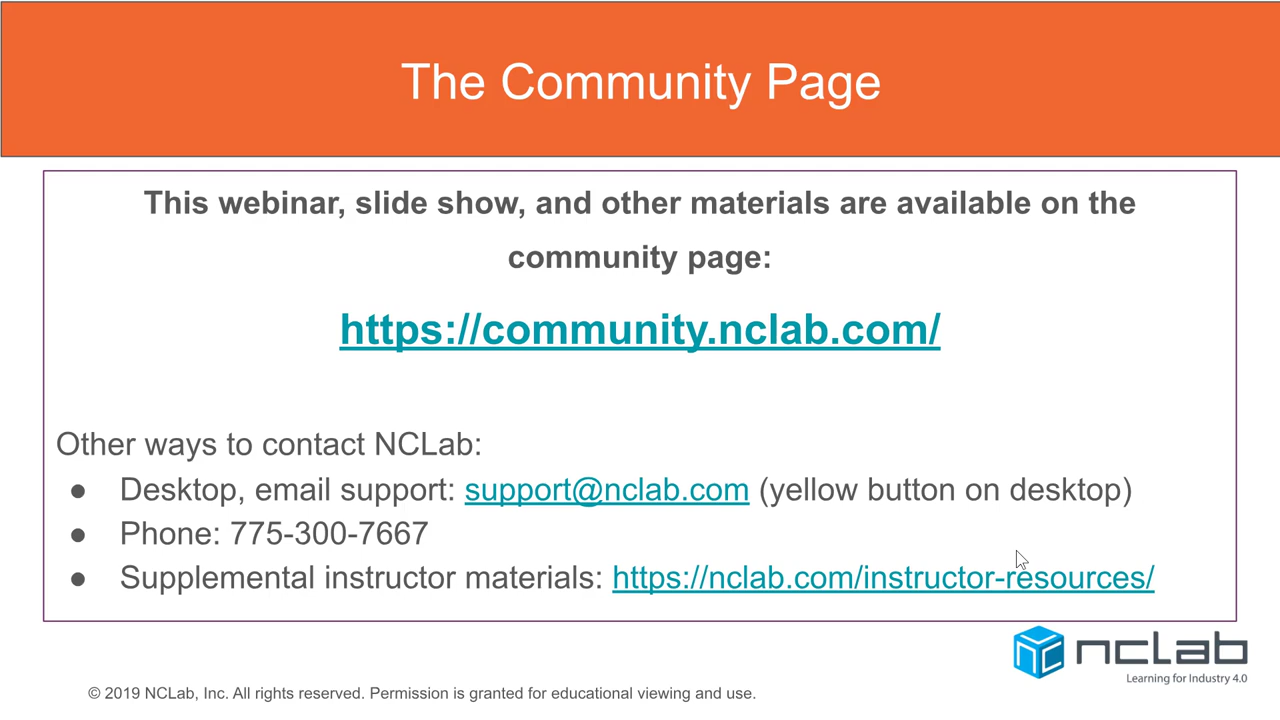 The Community Page
This webinar, slide show, and other materials are available on the
community page:
https://community.nclab.com/
Other ways to contact NCLab:
● Desktop, email support: support@nclab.com (yellow button on desktop)
● Phone: 775-300-7667
● Supplemental instructor materials: https://nclab.com/instructor-resources/
NC nclab
Learning for Industry 4.0
© 2019 NCLab, Inc. All rights reserved. Permission is granted for educational viewing and use.